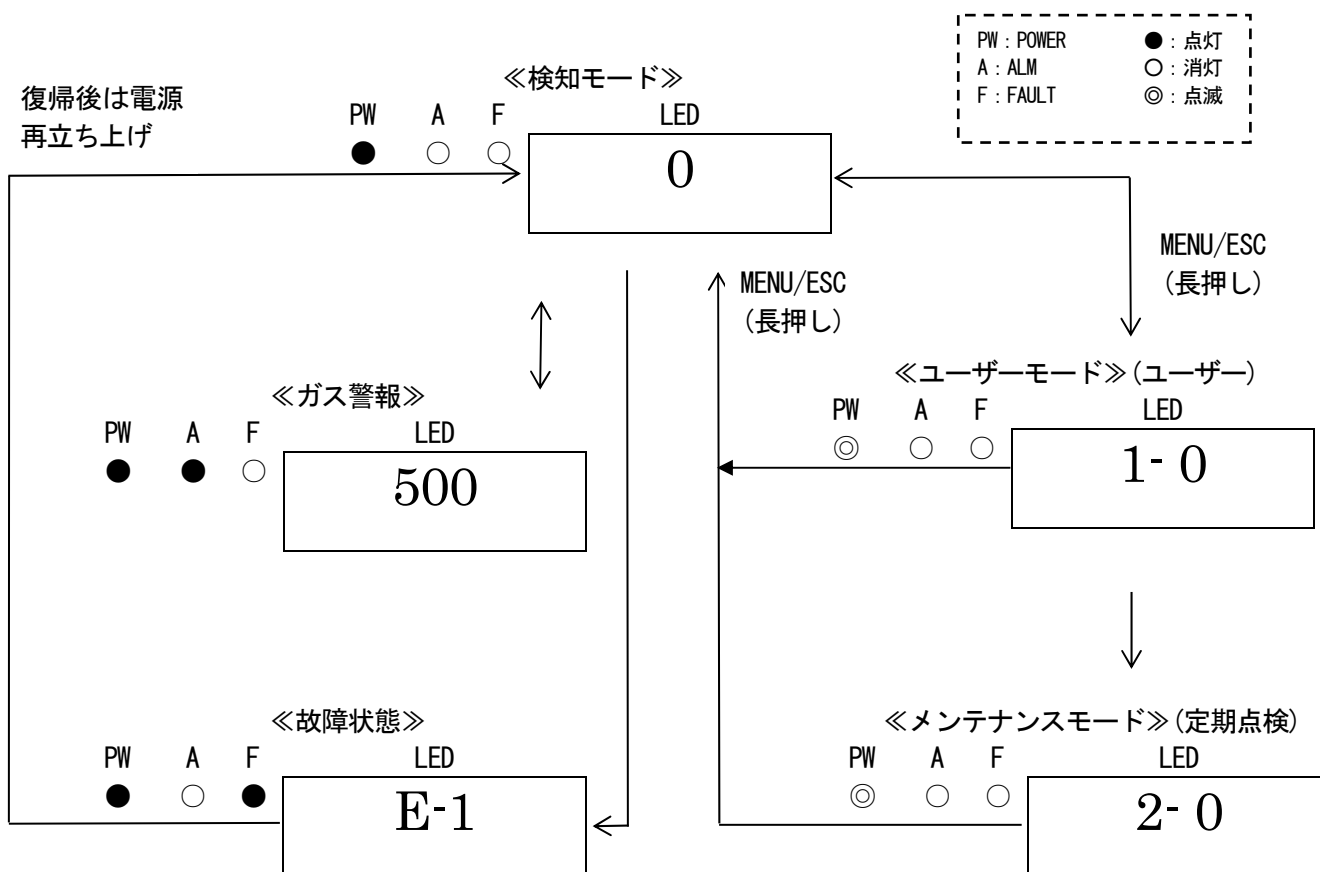 PW：POWER ●：点灯
A：ALM ○：消灯
F：FAULT ◎：点滅
復帰後は電源
再立ち上げ
≪検知モード≫
PW A F LED
● ○ ○
0
MENU/ESC
(長押し)
MENU/ESC
(長押し)
≪ガス警報≫
PW A F LED
● ● ○
500
≪ユーザーモード≫(ユーザー)
PW A F LED
◎ ○ ○
1- 0
≪故障状態≫
PW A F LED
● ○ ●
E-1
≪メンテナンスモード≫(定期点検)
PW A F LED
◎ ○ ○
2- 0